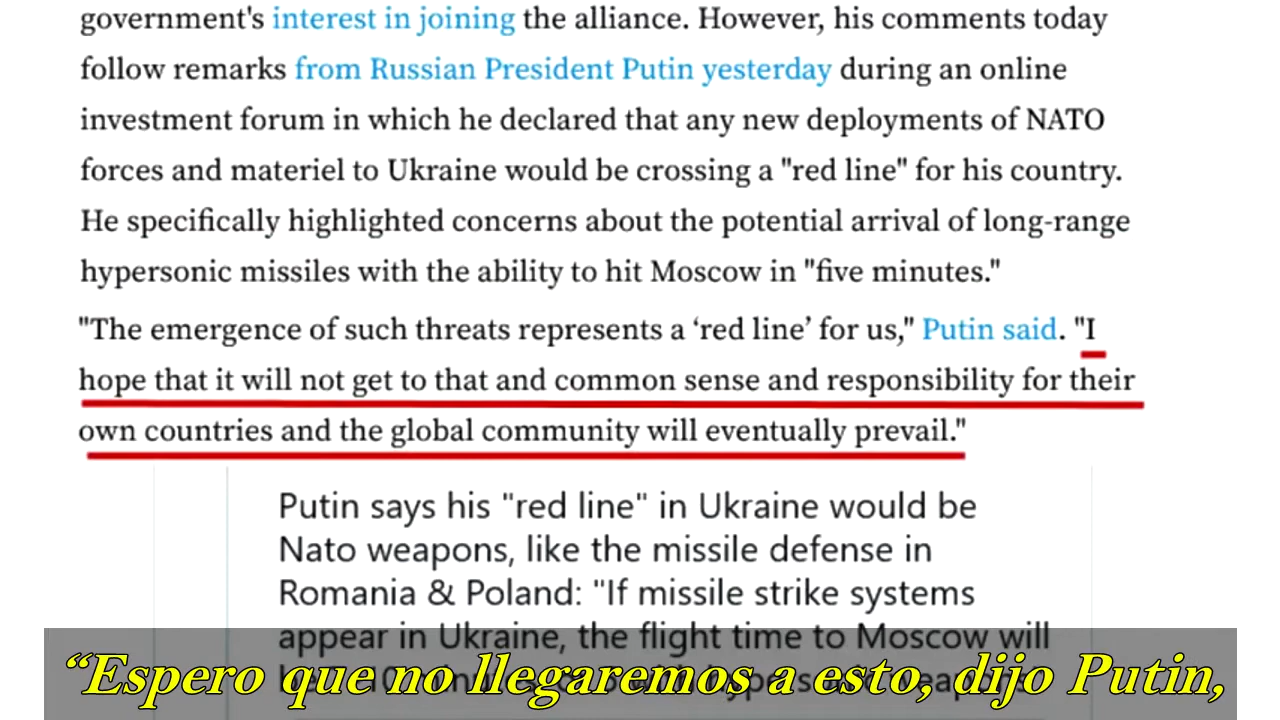 government's interest in joining the alliance. However, his comments today
follow remarks from Russian President Putin yesterday during an online
investment forum in which he declared that any new deployments of NATO
forces and materiel to Ukraine would be crossing a "red line" for his country.
He specifically highlighted concerns about the potential arrival of long-range
hypersonic missiles with the ability to hit Moscow in "five minutes."
"The emergence of such threats represents a ‘red line’ for us," Putin said. "I
hope that it will not get to that and common sense and responsibility for their
own countries and the global community will eventually prevail."
Putin says his "red line" in Ukraine would be
Nato weapons, like the missile defense in
Romania & Poland: "If missile strike systems
appear in Ukraine, the flight time to Moscow will
“Espero que no llegaremos a esto, dijo Putin,